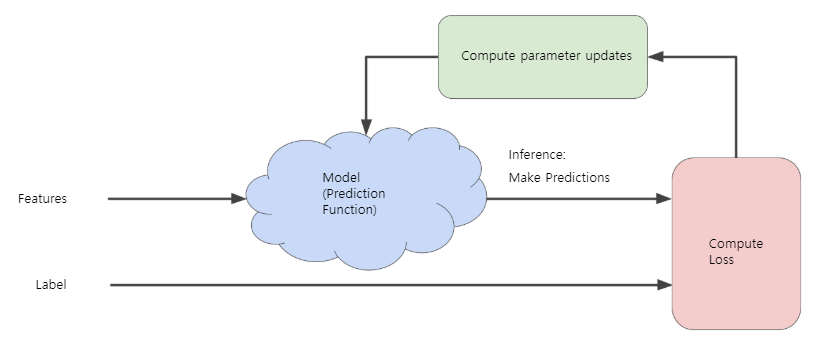 Compute parameter updates
Inference:
Make Predictions
Model
(Prediction
Function)
Features
Compute
Loss
Label